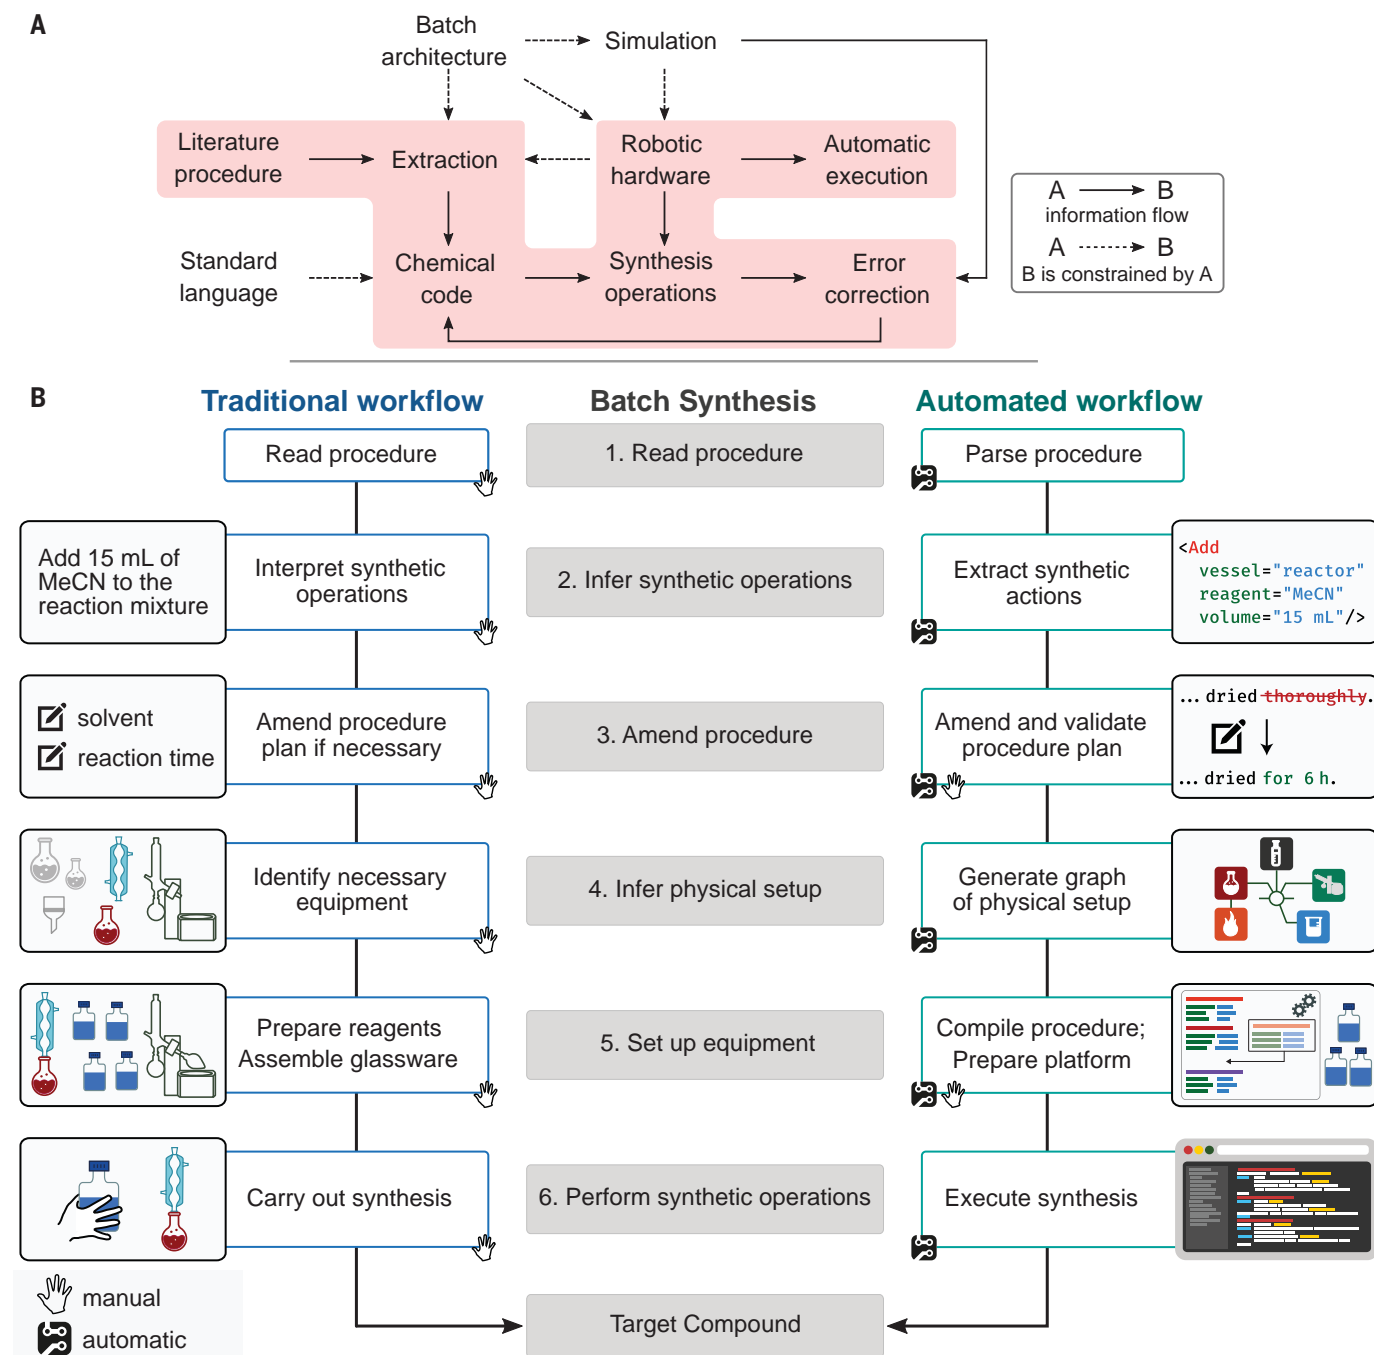 A
Batch
architecture
Simulation
Literature
procedure
Extraction
Robotic
hardware
Automatic
execution
Standard
language
Chemical
code
Synthesis
operations
Error
correction
A B
information flow
A B
B is constrained by A
B
Traditional workflow
Batch Synthesis
Automated workflow
Read procedure
1. Read procedure
Parse procedure
Add 15 mL of
MeCN to the
reaction mixture
Interpret synthetic
operations
2. Infer synthetic operations
Extract synthetic
actions
<Add
vessel="reactor"
reagent="MeCN"
volume="15 mL"/>
solvent
reaction time
Amend procedure
plan if necessary
3. Amend procedure
Amend and validate
procedure plan
... dried thoroughly.
... dried for 6 h.
Identify necessary
equipment
4. Infer physical setup
Generate graph
of physical setup
Prepare reagents
Assemble glassware
5. Set up equipment
Compile procedure;
Prepare platform
Carry out synthesis
6. Perform synthetic operations
Execute synthesis
manual
automatic
Target Compound